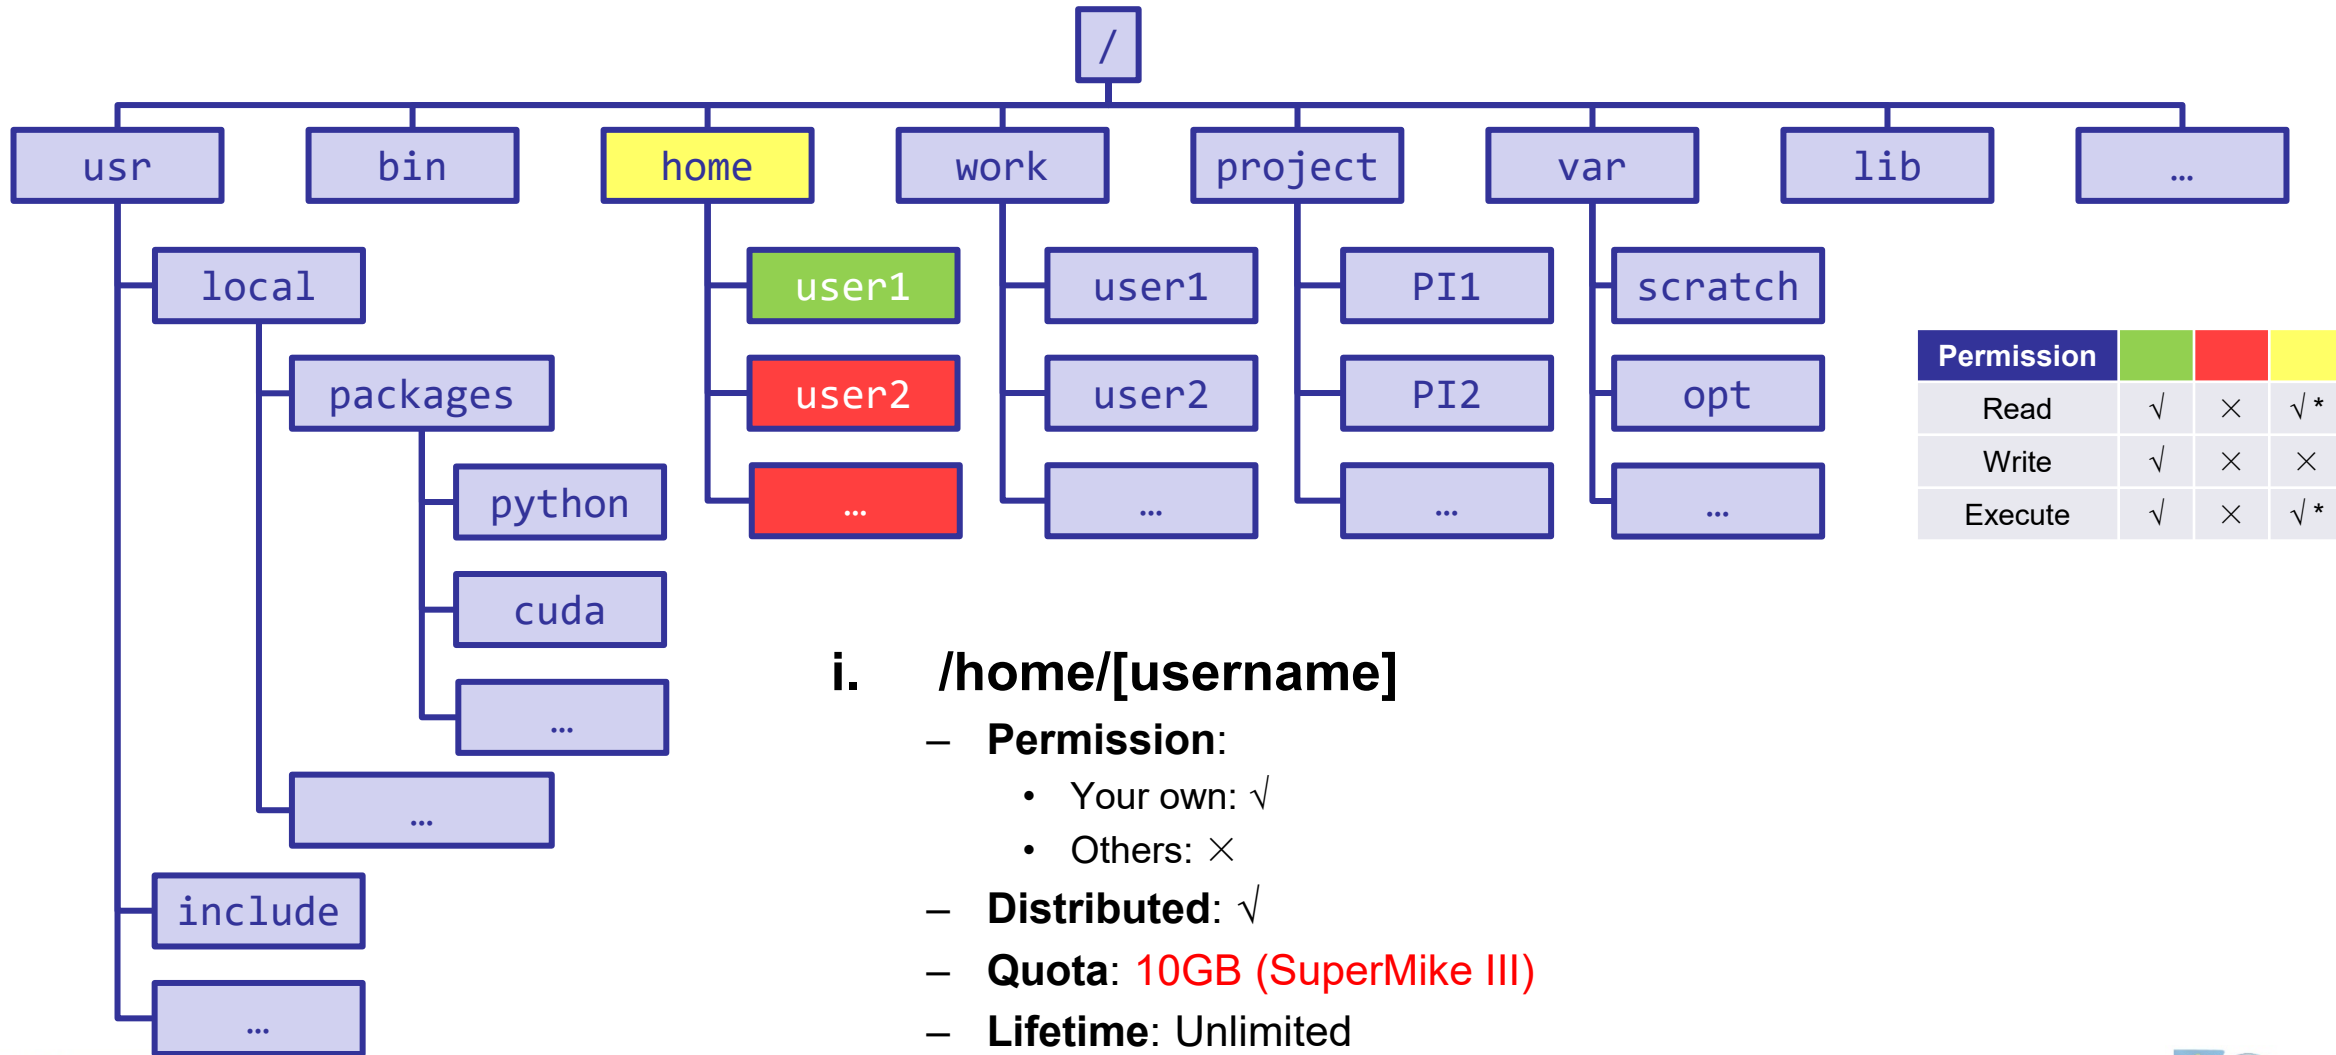 /
usr bin home work project var lib …
local user1 user1 PI1 scratch
packages user2 user2 PI2 opt
python … … … …
cuda
…
…
include
…
Permission
Read √ × √ *
Write √ × ×
Execute √ × √ *
i. /home/[username]
– Permission:
• Your own: √
• Others: ×
– Distributed: √
– Quota: 10GB (SuperMike III)
– Lifetime: Unlimited